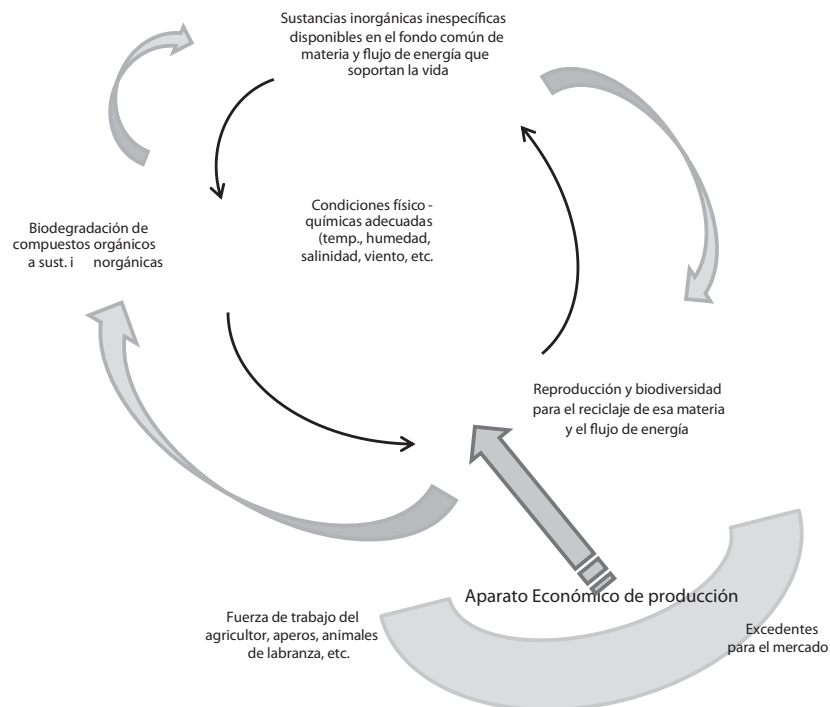 Sustancias inorgánicas inespecíficas
disponibles en el fondo común de
materia y flujo de energía que
soportan la vida
Condiciones físico -
químicas adecuadas
(temp., humedad,
salinidad, viento, etc.
Biodegradación de
compuestos orgánicos
a sust. i norgánicas
Reproducción y biodiversidad
para el reciclaje de esa materia
y el flujo de energía
Aparato Económico de producción
Fuerza de trabajo del
agricultor, aperos, animales
de labranza, etc.
Excedentes
para el mercado